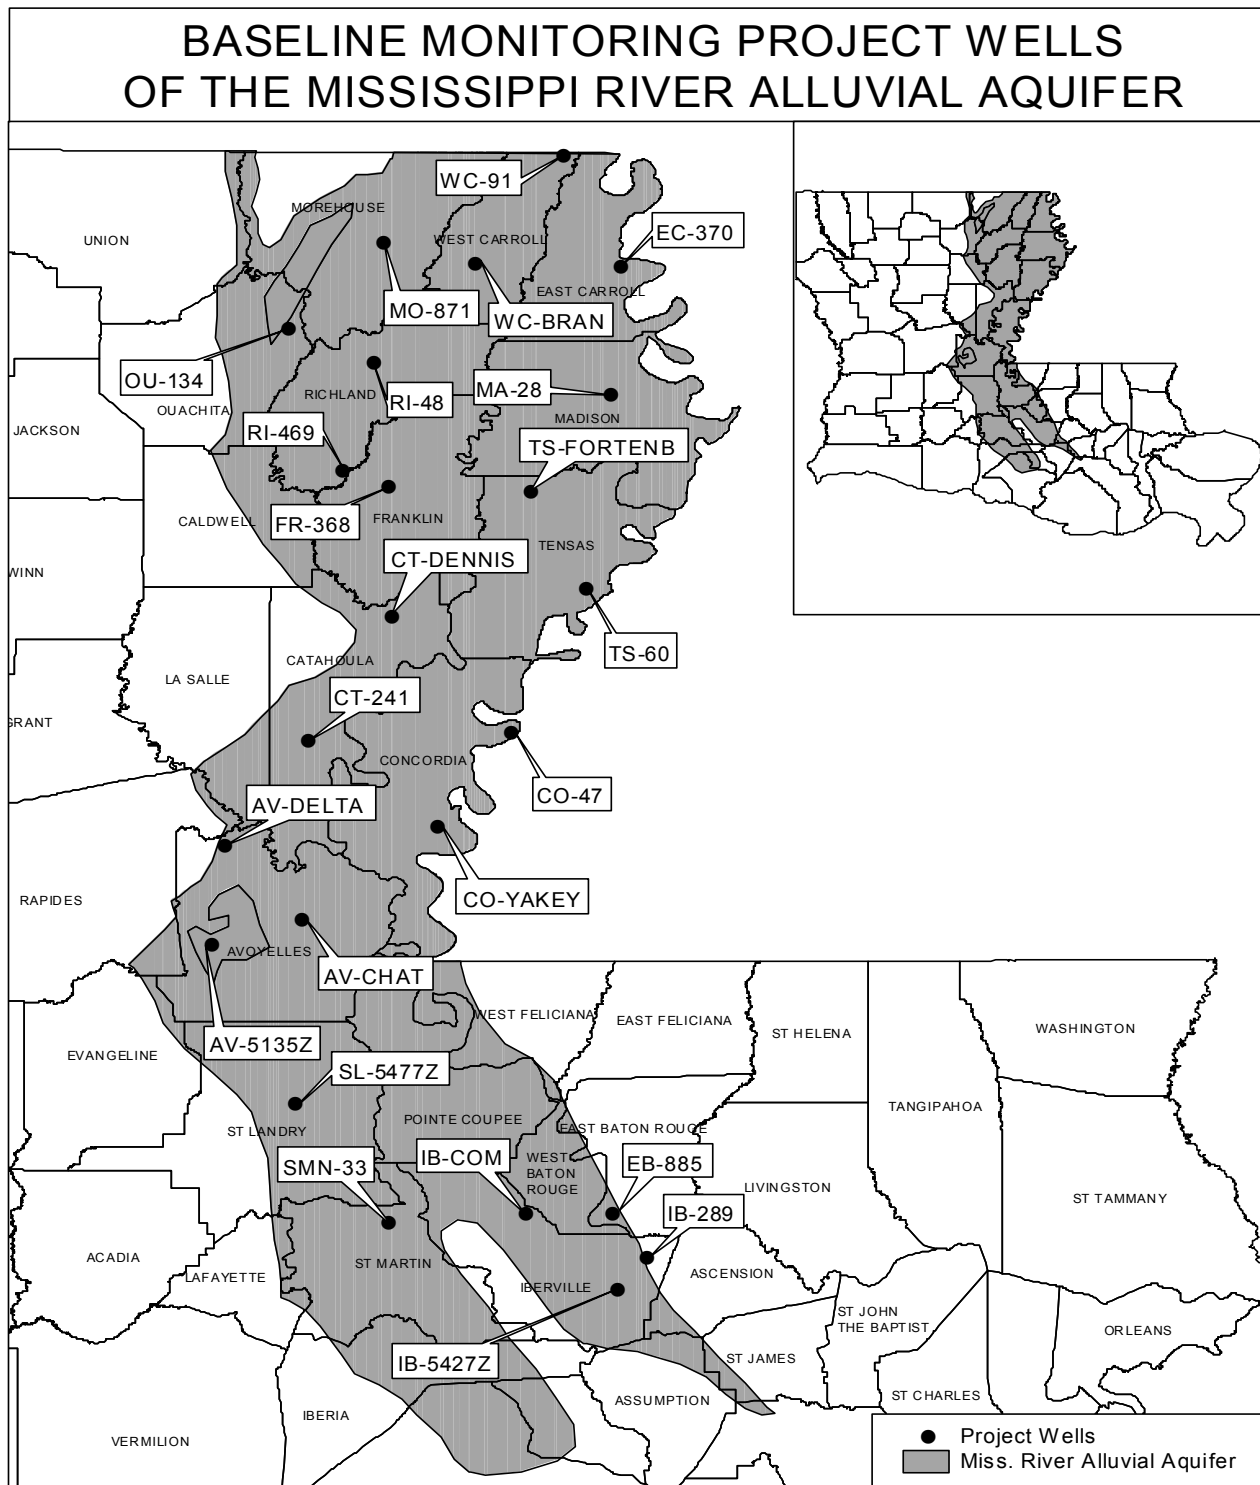 BASELINE MONITORING PROJECT WELLS
OF THE MISSISSIPPI RIVER ALLUVIAL AQUIFER
WC-91
MOREHOUSE
UNION
WEST CARROLL
EC-370
EAST CARROLL
MO-871
WC-BRAN
OU-134
RICHLAND
RI-48
MA-28
OUACHITA
MADISON
JACKSON
RI-469
TS-FORTENB
CALDWELL
FR-368
FRANKLIN
TENSAS
CT-DENNIS
WINN
TS-60
CATAHOULA
LA SALLE
CT-241
GRANT
CONCORDIA
CO-47
AV-DELTA
RAPIDES
CO-YAKEY
AVOYELLES
AV-CHAT
WEST FELICIANA
EAST FELICIANA
ST HELENA
WASHINGTON
AV-5135Z
EVANGELINE
SL-5477Z
TANGIPAHOA
POINTE COUPEE
ST LANDRY
EAST BATON ROUGE
SMN-33
IB-COM
WEST
BATON
ROUGE
EB-885
LIVINGSTON
ST TAMMANY
IB-289
ACADIA
LAFAYETTE
ST MARTIN
IBERVILLE
ASCENSION
ST JOHN
THE BAPTIST
ORLEANS
IB-5427Z
ST JAMES
ST CHARLES
ASSUMPTION
IBERIA
VERMILION
Project Wells
Miss. River Alluvial Aquifer